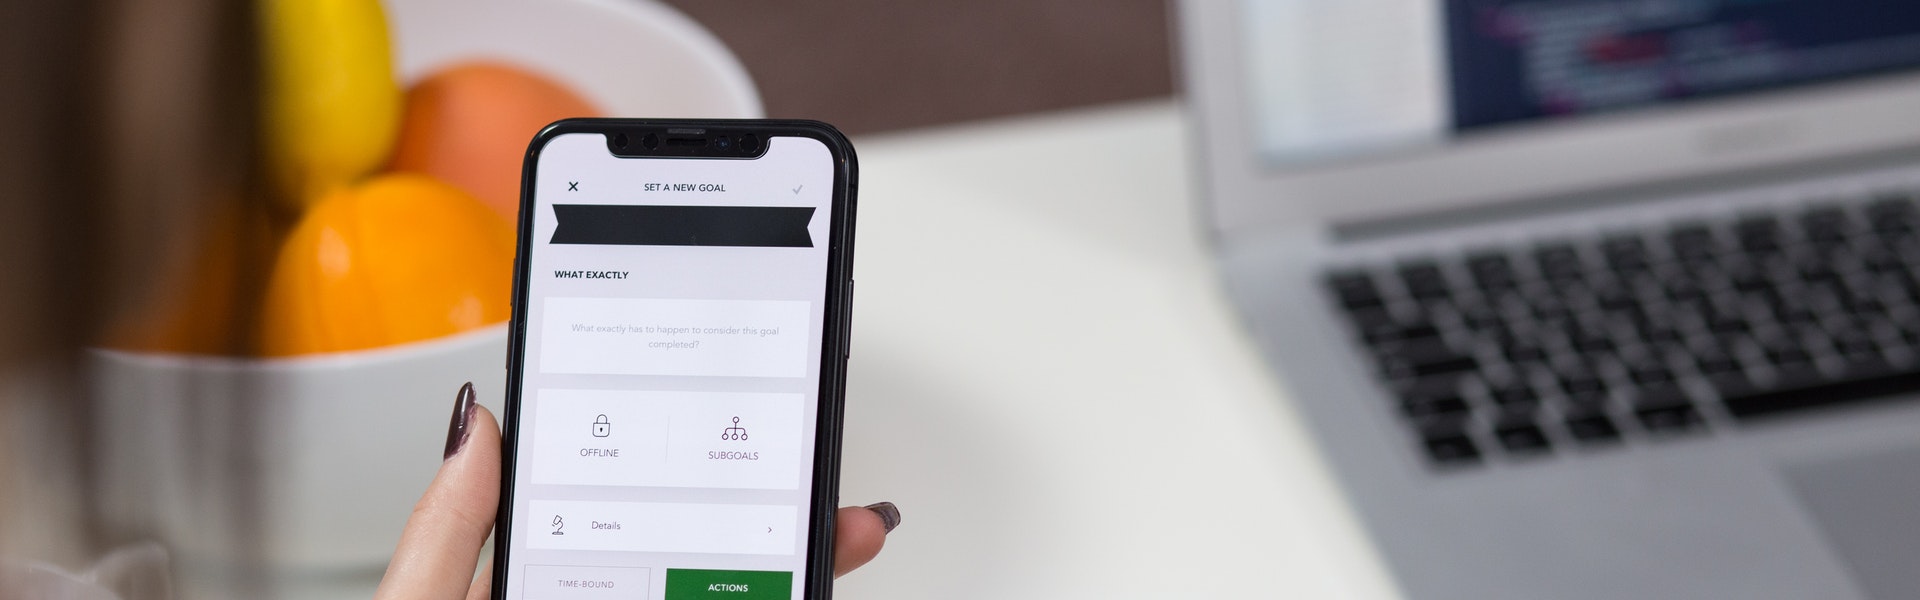 SET A NEW GOAL
WHAT EXACTLY
What exactly has to happen to consider this goal
completed?
OFFLINE
SUBGOALS
Details
TIME-BOUND
ACTIONS